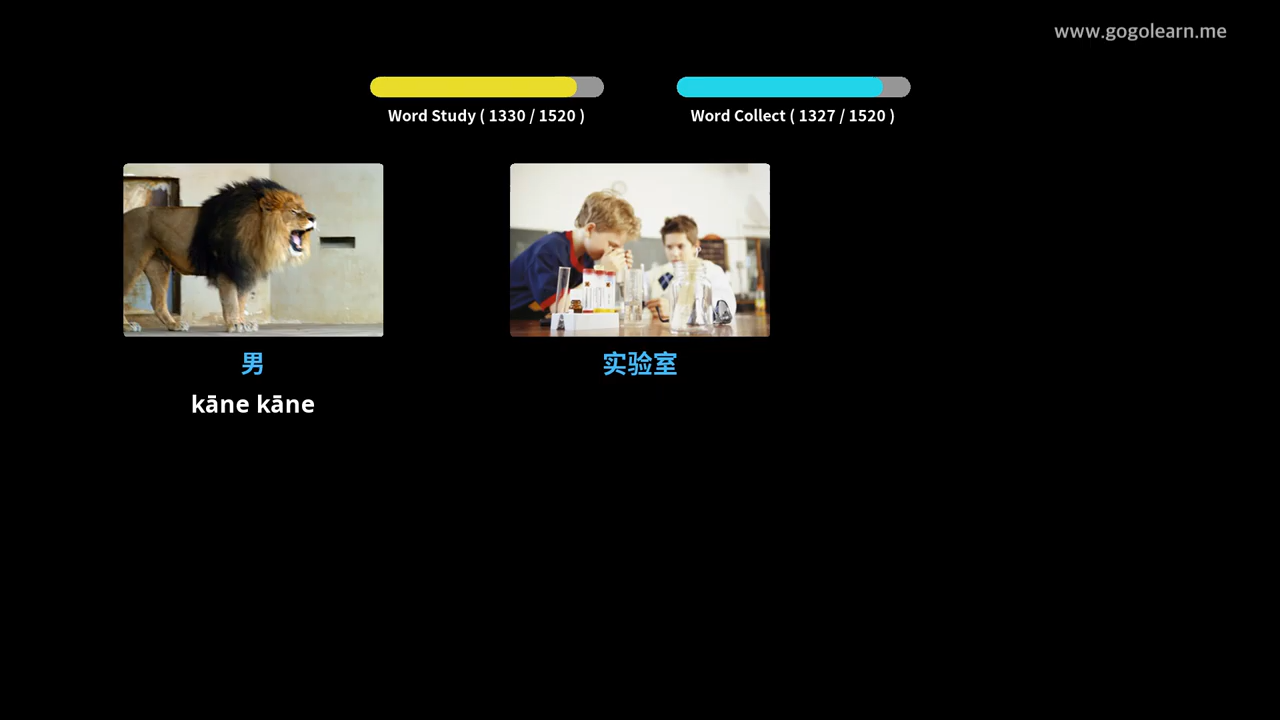 www.gogolearn.me
Word Study ( 1330 / 1520 )
Word Collect ( 1327 / 1520 )
男
实验室
kāne kāne